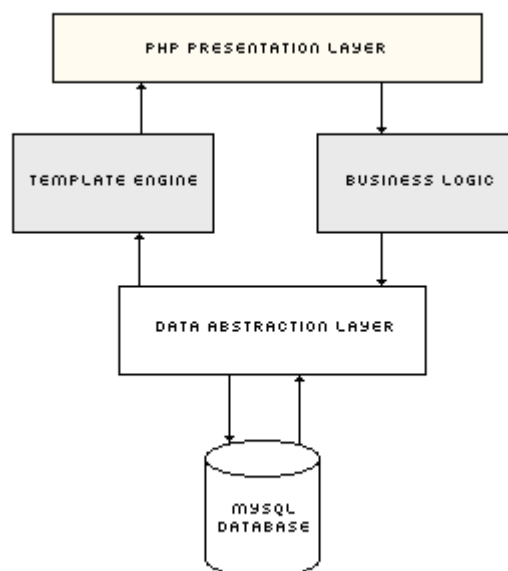 PHP PRESENTATION LAYER
TEMPLATE ENGINE
BUSINESS LOGIC
DATA ABSTRACTION LAYER
MYSQL
DATABASE